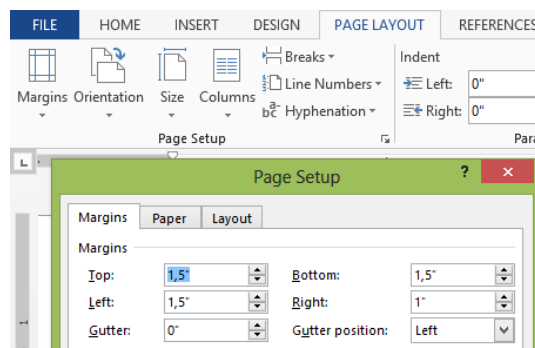 FILE HOME INSERT DESIGN PAGE LAYOUT REFERENCES
Breaks Indent
Line Numbers Left: 0"
Margins Orientation Size Columns
Hyphenation Right: 0"
Page Setup Para
L
Page Setup ? ×
Margins Paper Layout
Margins
Top: 1,5" Bottom: 1,5"
Left: 1,5" Right: 1"
Gutter: 0" Gutter position: Left
1